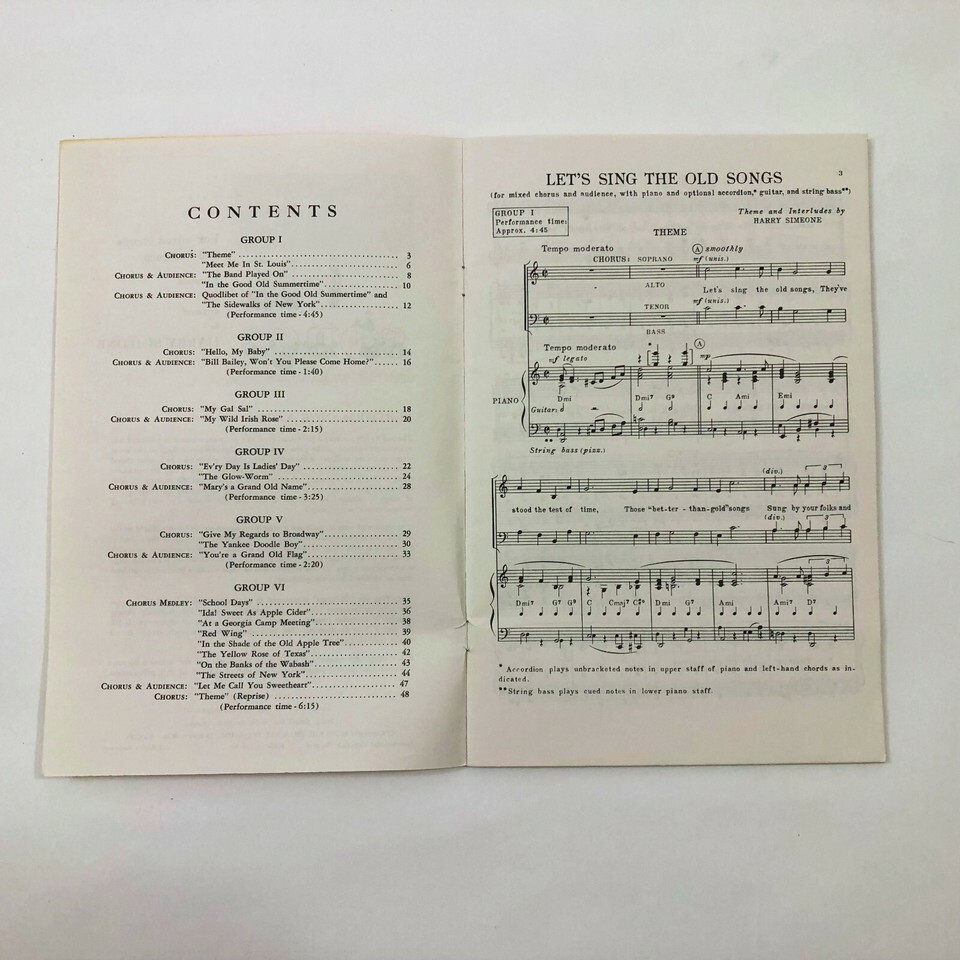 CONTENTS
GROUP I
CHORUS: "Theme" 3
"Meet Me In St. Louis" 6
CHORUS & AUDIENCE: "The Band Played On" 8
"In the Good Old Summertime" 10
CHORUS & AUDIENCE: Quodlibet of "In the Good Old Summertime" and
"The Sidewalks of New York" 12
(Performance time - 4:45)
GROUP II
CHORUS: "Hello, My Baby" 14
CHORUS & AUDIENCE: "Bill Bailey, Won't You Please Come Home?" 16
(Performance time - 1:40)
GROUP III
CHORUS: "My Gal Sal" 18
CHORUS & AUDIENCE: "My Wild Irish Rose" 20
(Performance time - 2:15)
GROUP IV
CHORUS: "Ev'ry Day Is Ladies' Day" 22
"The Glow-Worm" 24
CHORUS & AUDIENCE: "Mary's a Grand Old Name" 28
(Performance time - 3:25)
GROUP V
CHORUS: "Give My Regards to Broadway" 29
"The Yankee Doodle Boy" 30
CHORUS & AUDIENCE: "You're a Grand Old Flag" 33
(Performance time - 2:20)
GROUP VI
CHORUS MEDLEY: "School Days" 35
"Ida! Sweet As Apple Cider" 36
"At a Georgia Camp Meeting" 38
"Red Wing" 39
"In the Shade of the Old Apple Tree" 40
"The Yellow Rose of Texas" 42
"On the Banks of the Wabash" 43
"The Streets of New York" 44
CHORUS & AUDIENCE: "Let Me Call You Sweetheart" 47
CHORUS: "Theme" (Reprise) 48
(Performance time - 6:15)
3
LET'S SING THE OLD SONGS
(for mixed chorus and audience, with piano and optional accordion,* guitar, and string bass**)
GROUP I
Performance time:
Approx. 4:45
Theme and Interludes by
HARRY SIMEONE
THEME
Tempo moderato A smoothly
CHORUS: SOPRANO mf (unis.)
ALTO
Let's sing the old songs, They've
TENOR mf (unis.)
BASS
Tempo moderato A
mf legato mp
PIANO
Dmi Dmi7 G9 C Ami Emi
Guitar:
String bass (pizz.)
(div.) 3
stood the test of time, Those "bet-ter-than-gold" songs Sung by your folks and
(div.) 3
Dmi7 G7 G9 C Dmi G7 Ami Ami7 D7
* Accordion plays unbracketed notes in upper staff of piano and left-hand chords as in-
dicated.
**String bass plays cued notes in lower piano staff.